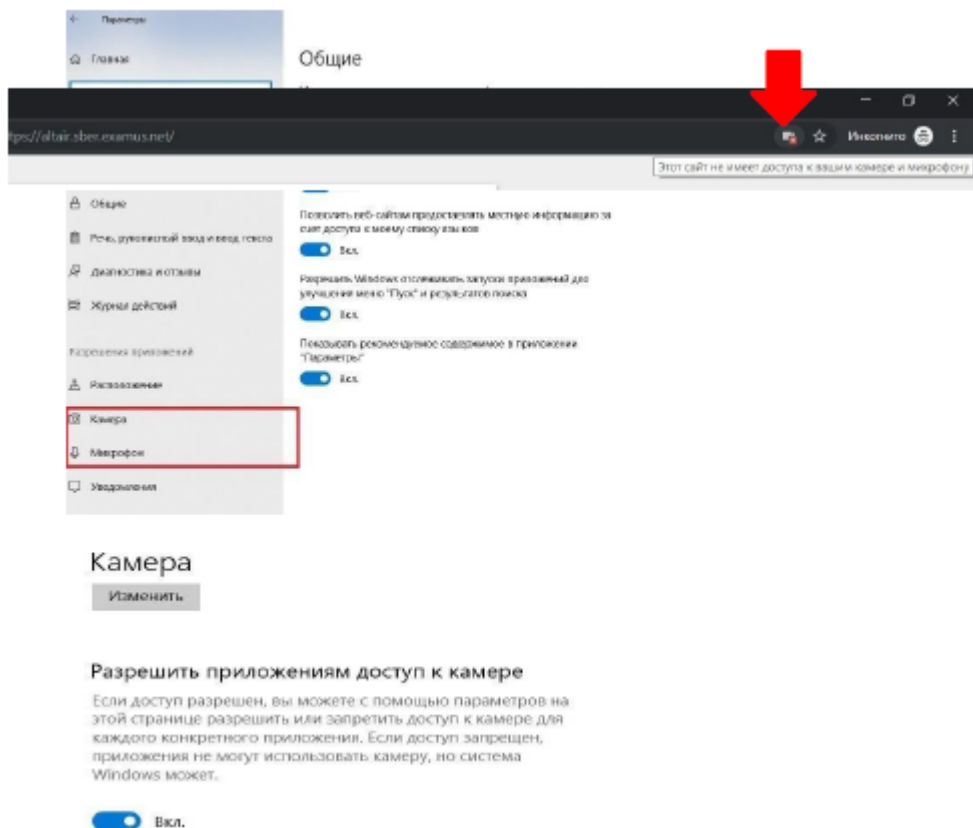 Параметры
Главная
Общие
tps://altair.sber.examus.net/
Инкогнито
Этот сайт не имеет доступа к вашим камере и микрофону
Общие
Речь, рукописный ввод и ввод текста
Диагностика и отзывы
Журнал действий
Разрешения приложений
Расположение
Камера
Микрофон
Уведомления
Позволить веб-сайтам предоставлять местную информацию за
счет доступа к моему списку языков
Вкл.
Разрешить Windows отслеживать запуски приложений для
улучшения меню "Пуск" и результатов поиска
Вкл.
Показывать рекомендуемое содержимое в приложении
"Параметры"
Вкл.
Камера
Изменить
Разрешить приложениям доступ к камере
Если доступ разрешен, вы можете с помощью параметров на
этой странице разрешить или запретить доступ к камере для
каждого конкретного приложения. Если доступ запрещен,
приложения не могут использовать камеру, но система
Windows может.
Вкл.